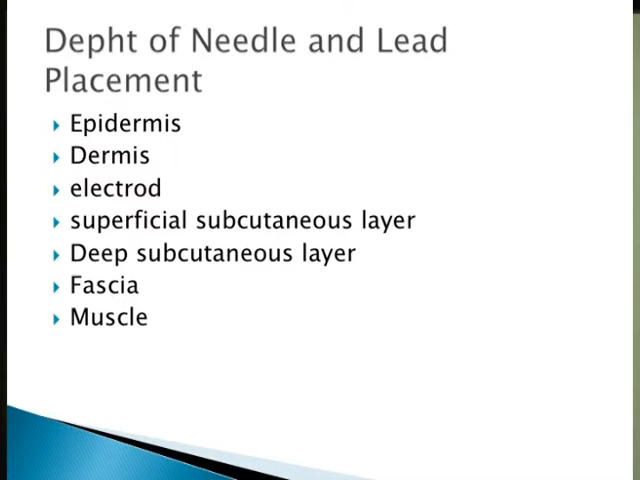 Depht of Needle and Lead
Placement
Epidermis
Dermis
electrod
superficial subcutaneous layer
Deep subcutaneous layer
Fascia
Muscle